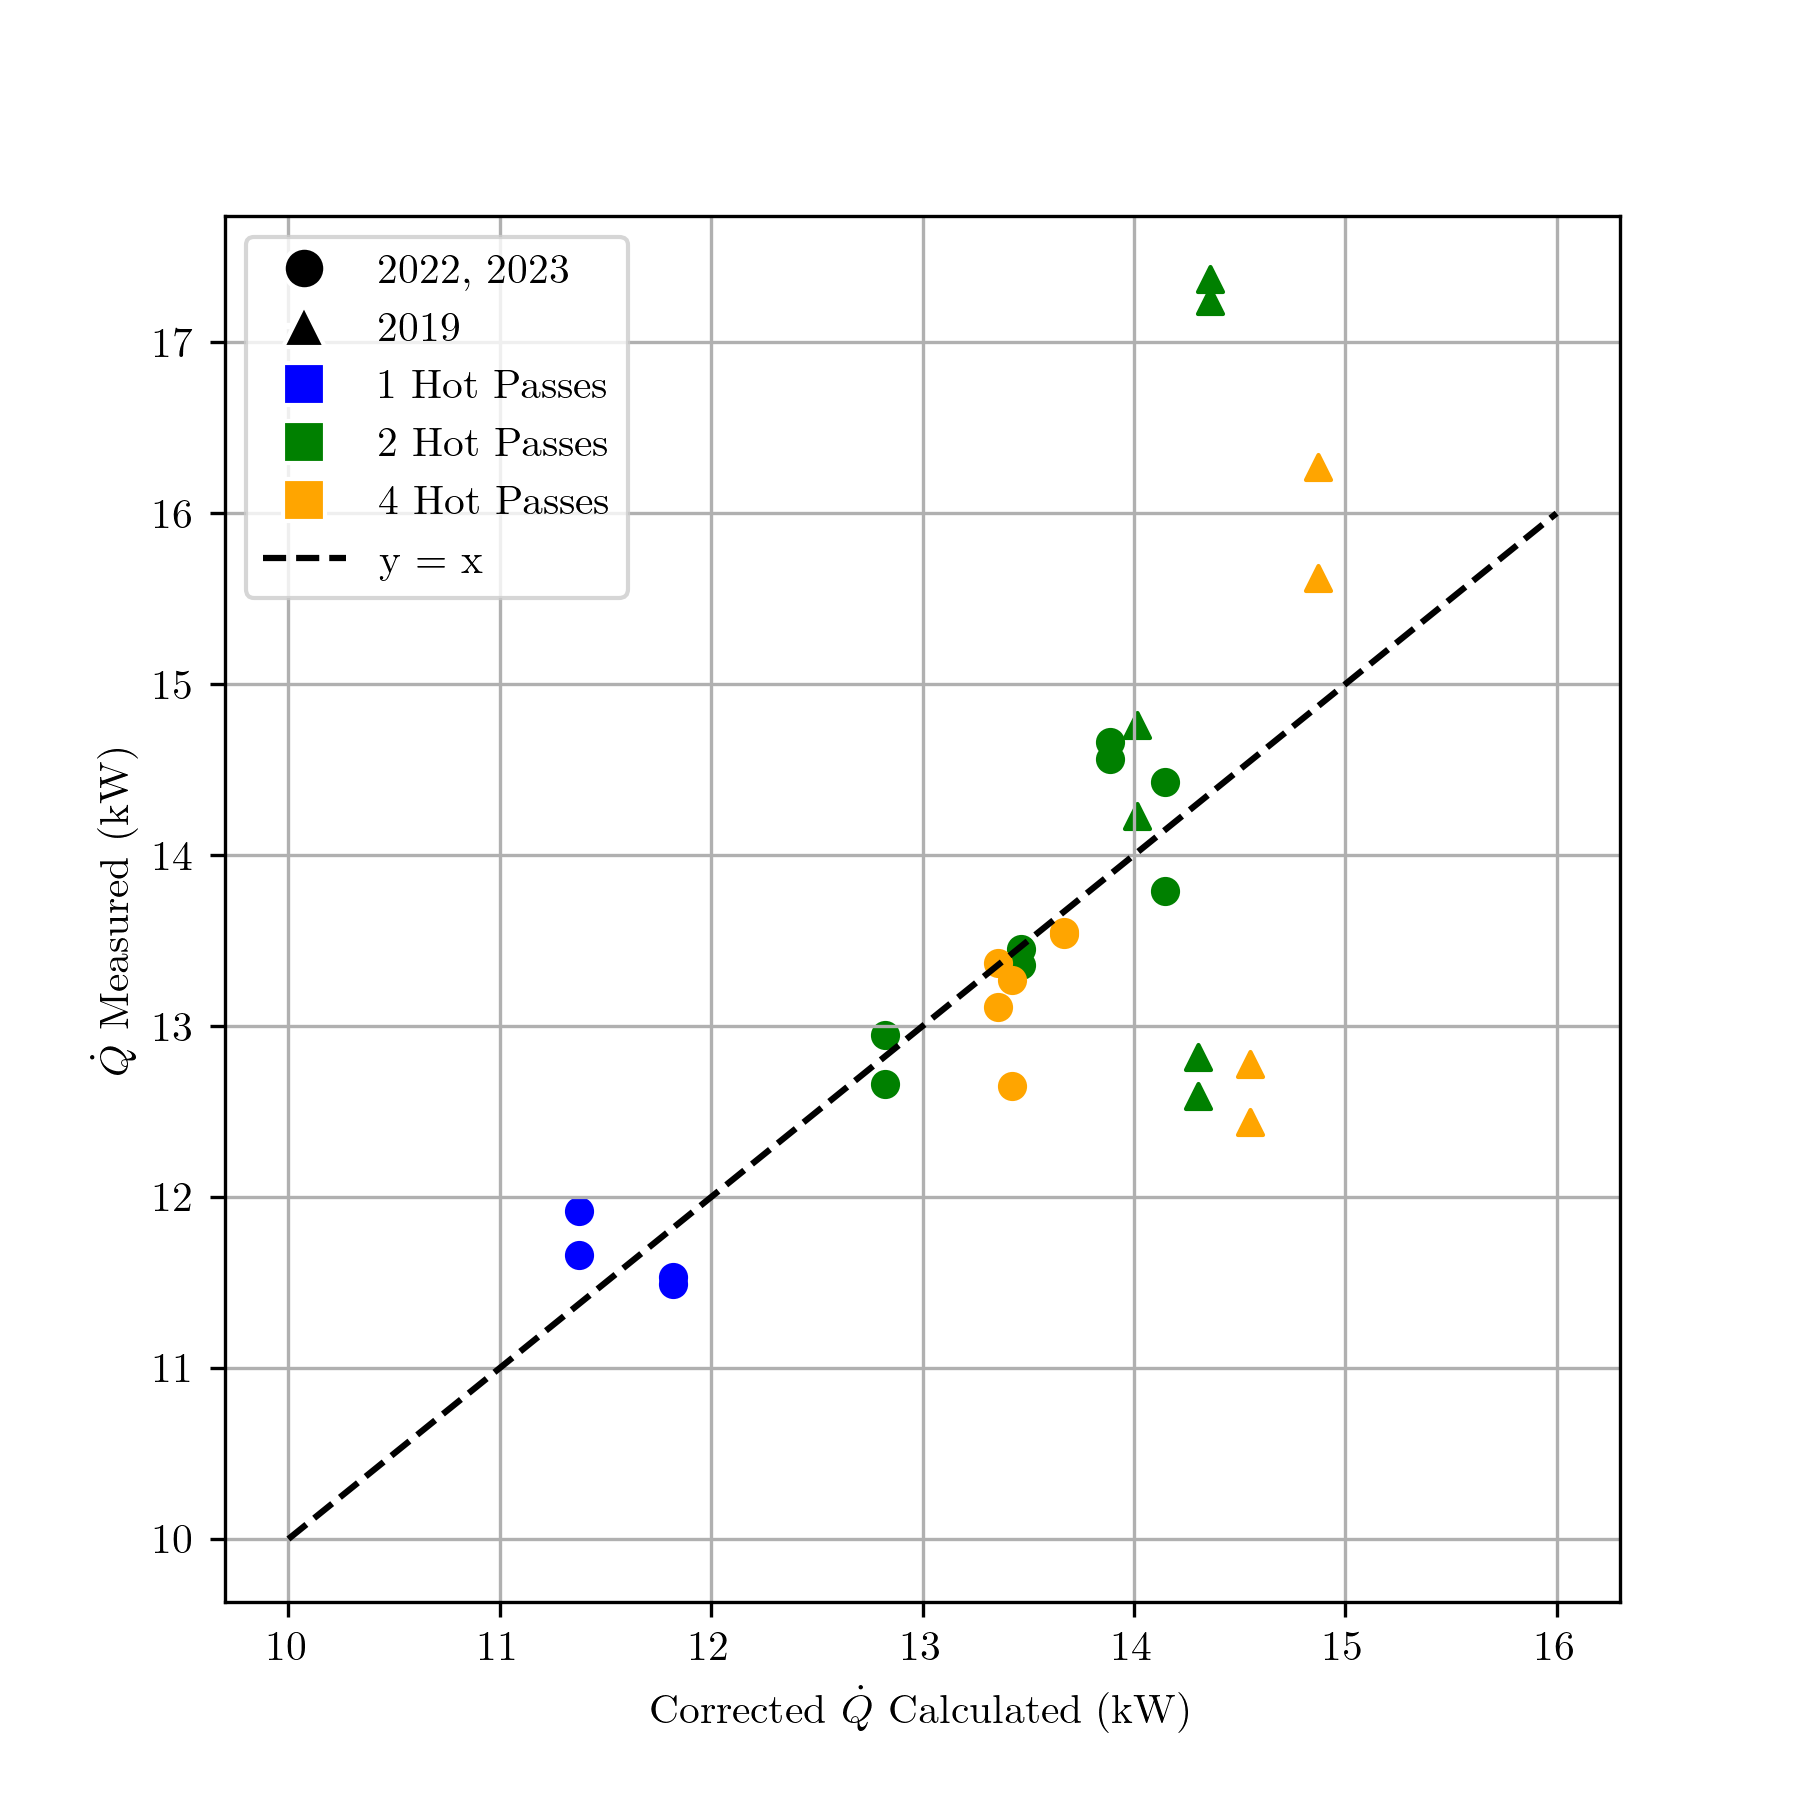 2022, 2023
2019
1 Hot Passes
2 Hot Passes
4 Hot Passes
y = x
17
16
15
14
13
12
11
10
Q̇ Measured (kW)
10 11 12 13 14 15 16
Corrected Q̇ Calculated (kW)